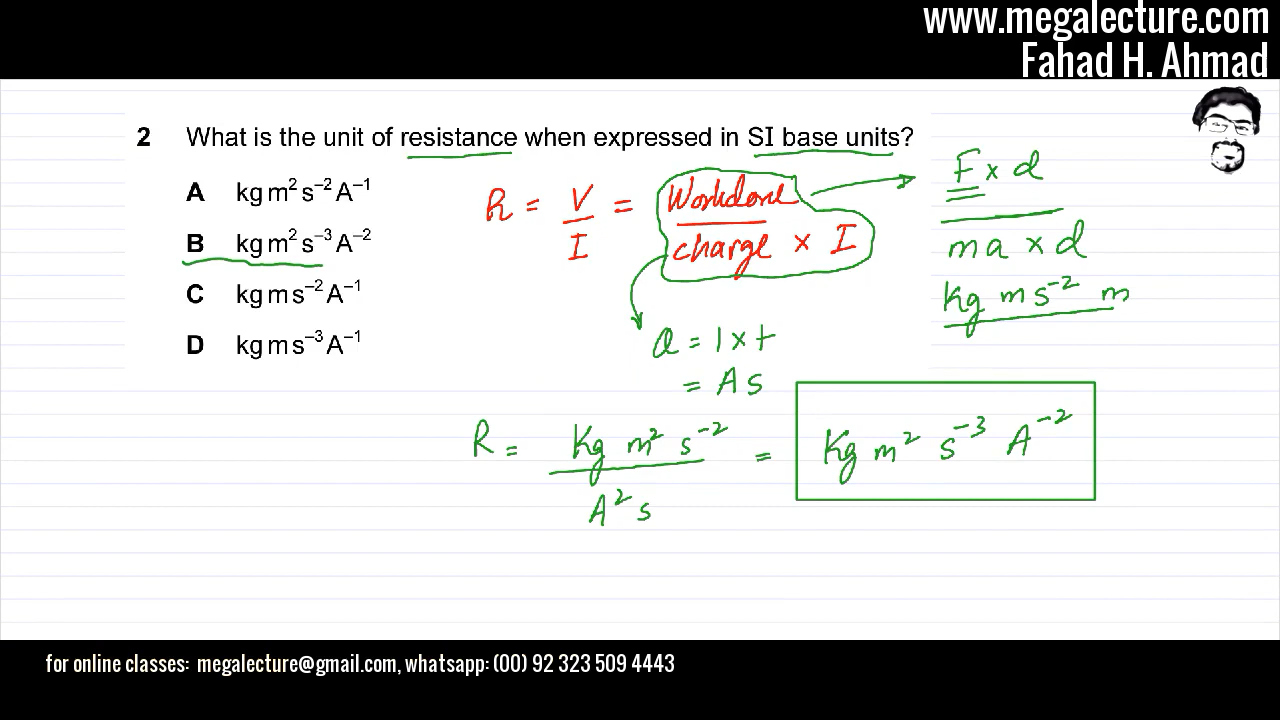 www.megalecture.com
Fahad H. Ahmad
2 What is the unit of resistance when expressed in SI base units?
A kg m² s⁻² A⁻¹
B kg m² s⁻³ A⁻²
C kg m s⁻² A⁻¹
D kg m s⁻³ A⁻¹
R = V / I = Workdone / charge × I
F × d
ma × d
Kg m s⁻² m
Q = I × t
= A s
R = Kg m² s⁻² / A² s = Kg m² s⁻³ A⁻²
for online classes: megalecture@gmail.com, whatsapp: (00) 92 323 509 4443